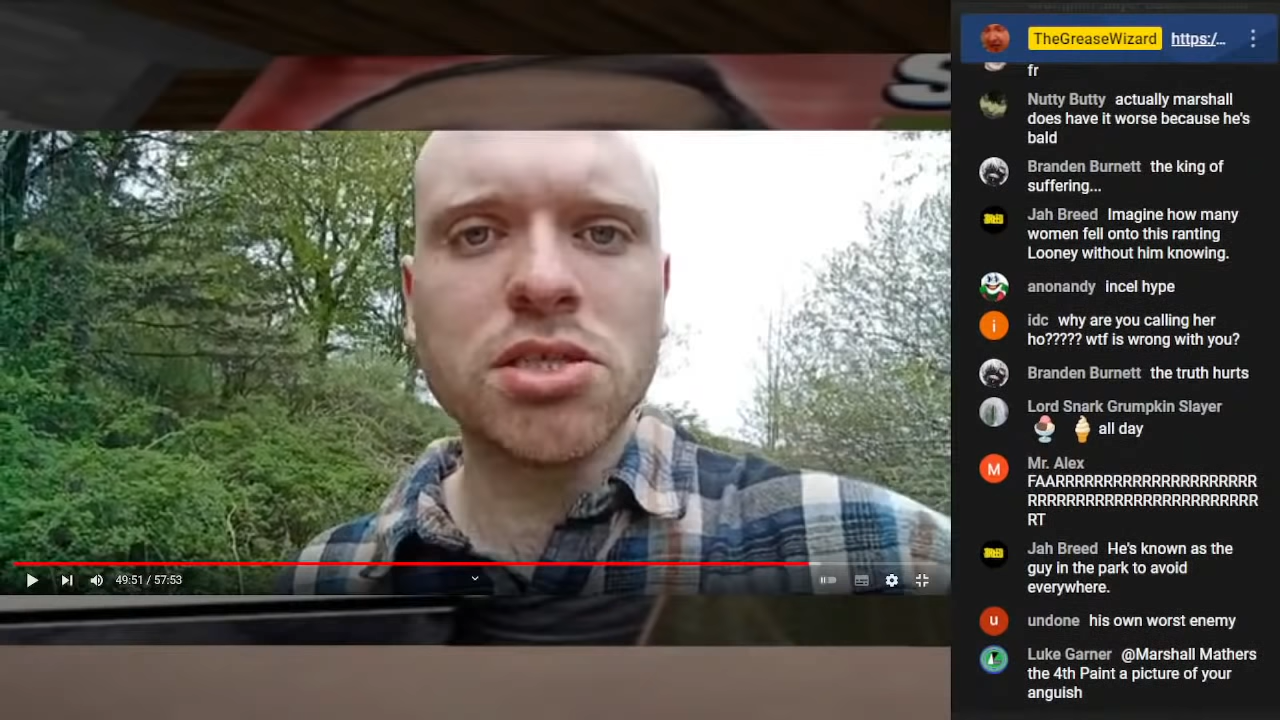 S
TheGreaseWizard https:/...
fr
Nutty Butty actually marshall
does have it worse because he's
bald
Branden Burnett the king of
suffering...
Jah Breed Imagine how many
women fell onto this ranting
Looney without him knowing.
anonandy incel hype
idc why are you calling her
ho????? wtf is wrong with you?
Branden Burnett the truth hurts
Lord Snark Grumpkin Slayer
🍨 🍦 all day
Mr. Alex
FAARRRRRRRRRRRRRRRRRRRR
RRRRRRRRRRRRRRRRRRRRRRR
RT
Jah Breed He's known as the
guy in the park to avoid
everywhere.
undone his own worst enemy
Luke Garner @Marshall Mathers
the 4th Paint a picture of your
anguish
49:51 / 57:53